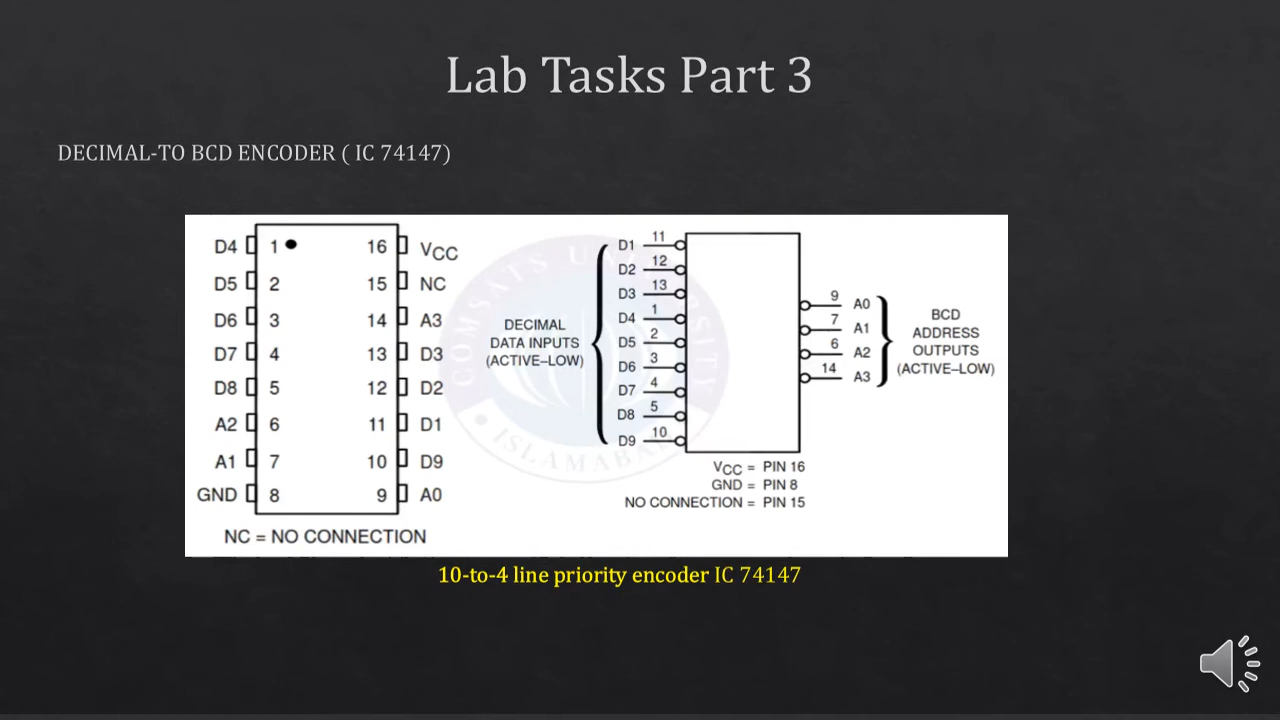 Lab Tasks Part 3
DECIMAL-TO BCD ENCODER ( IC 74147)
D4 1 16 VCC
D5 2 15 NC
D6 3 14 A3
D7 4 13 D3
D8 5 12 D2
A2 6 11 D1
A1 7 10 D9
GND 8 9 A0
NC = NO CONNECTION
DECIMAL
DATA INPUTS
(ACTIVE–LOW)
D1 11
D2 12
D3 13
D4 1
D5 2
D6 3
D7 4
D8 5
D9 10
9 A0
7 A1
6 A2
14 A3
BCD
ADDRESS
OUTPUTS
(ACTIVE–LOW)
VCC = PIN 16
GND = PIN 8
NO CONNECTION = PIN 15
COMSATS UNIVERSITY
ISLAMABAD
10-to-4 line priority encoder IC 74147